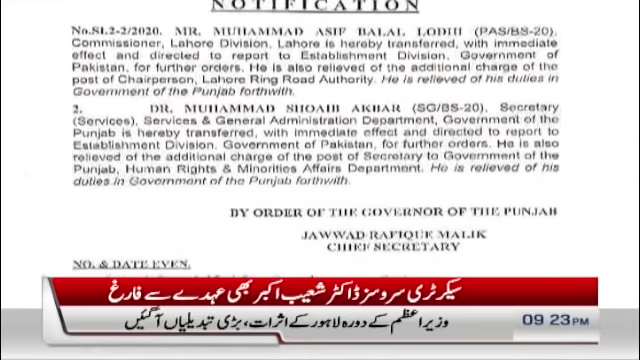 NOTIFICATION
No.SI.2-2/2020. MR. MUHAMMAD ASIF BALAL LODHI (PAS/BS-20),
Commissioner, Lahore Division, Lahore is hereby transferred, with immediate
effect and directed to report to Establishment Division, Government of
Pakistan, for further orders. He is also relieved of the additional charge of the
post of Chairperson, Lahore Ring Road Authority. He is relieved of his duties in
Government of the Punjab forthwith.
2. DR. MUHAMMAD SHOAIB AKBAR (SG/BS-20), Secretary
(Services), Services & General Administration Department, Government of the
Punjab is hereby transferred, with immediate effect and directed to report to
Establishment Division, Government of Pakistan, for further orders. He is also
relieved of the additional charge of the post of Secretary to Government of the
Punjab, Human Rights & Minorities Affairs Department. He is relieved of his
duties in Government of the Punjab forthwith.
BY ORDER OF THE GOVERNOR OF THE PUNJAB
JAWWAD RAFIQUE MALIK
CHIEF SECRETARY
NO. & DATE EVEN.
سیکرٹری سروسز ڈاکٹر شعیب اکبر بھی عہدے سے فارغ
وزیراعظم کے دورہ لاہور کے اثرات، بڑی تبدیلیاں آگئیں
09:23PM